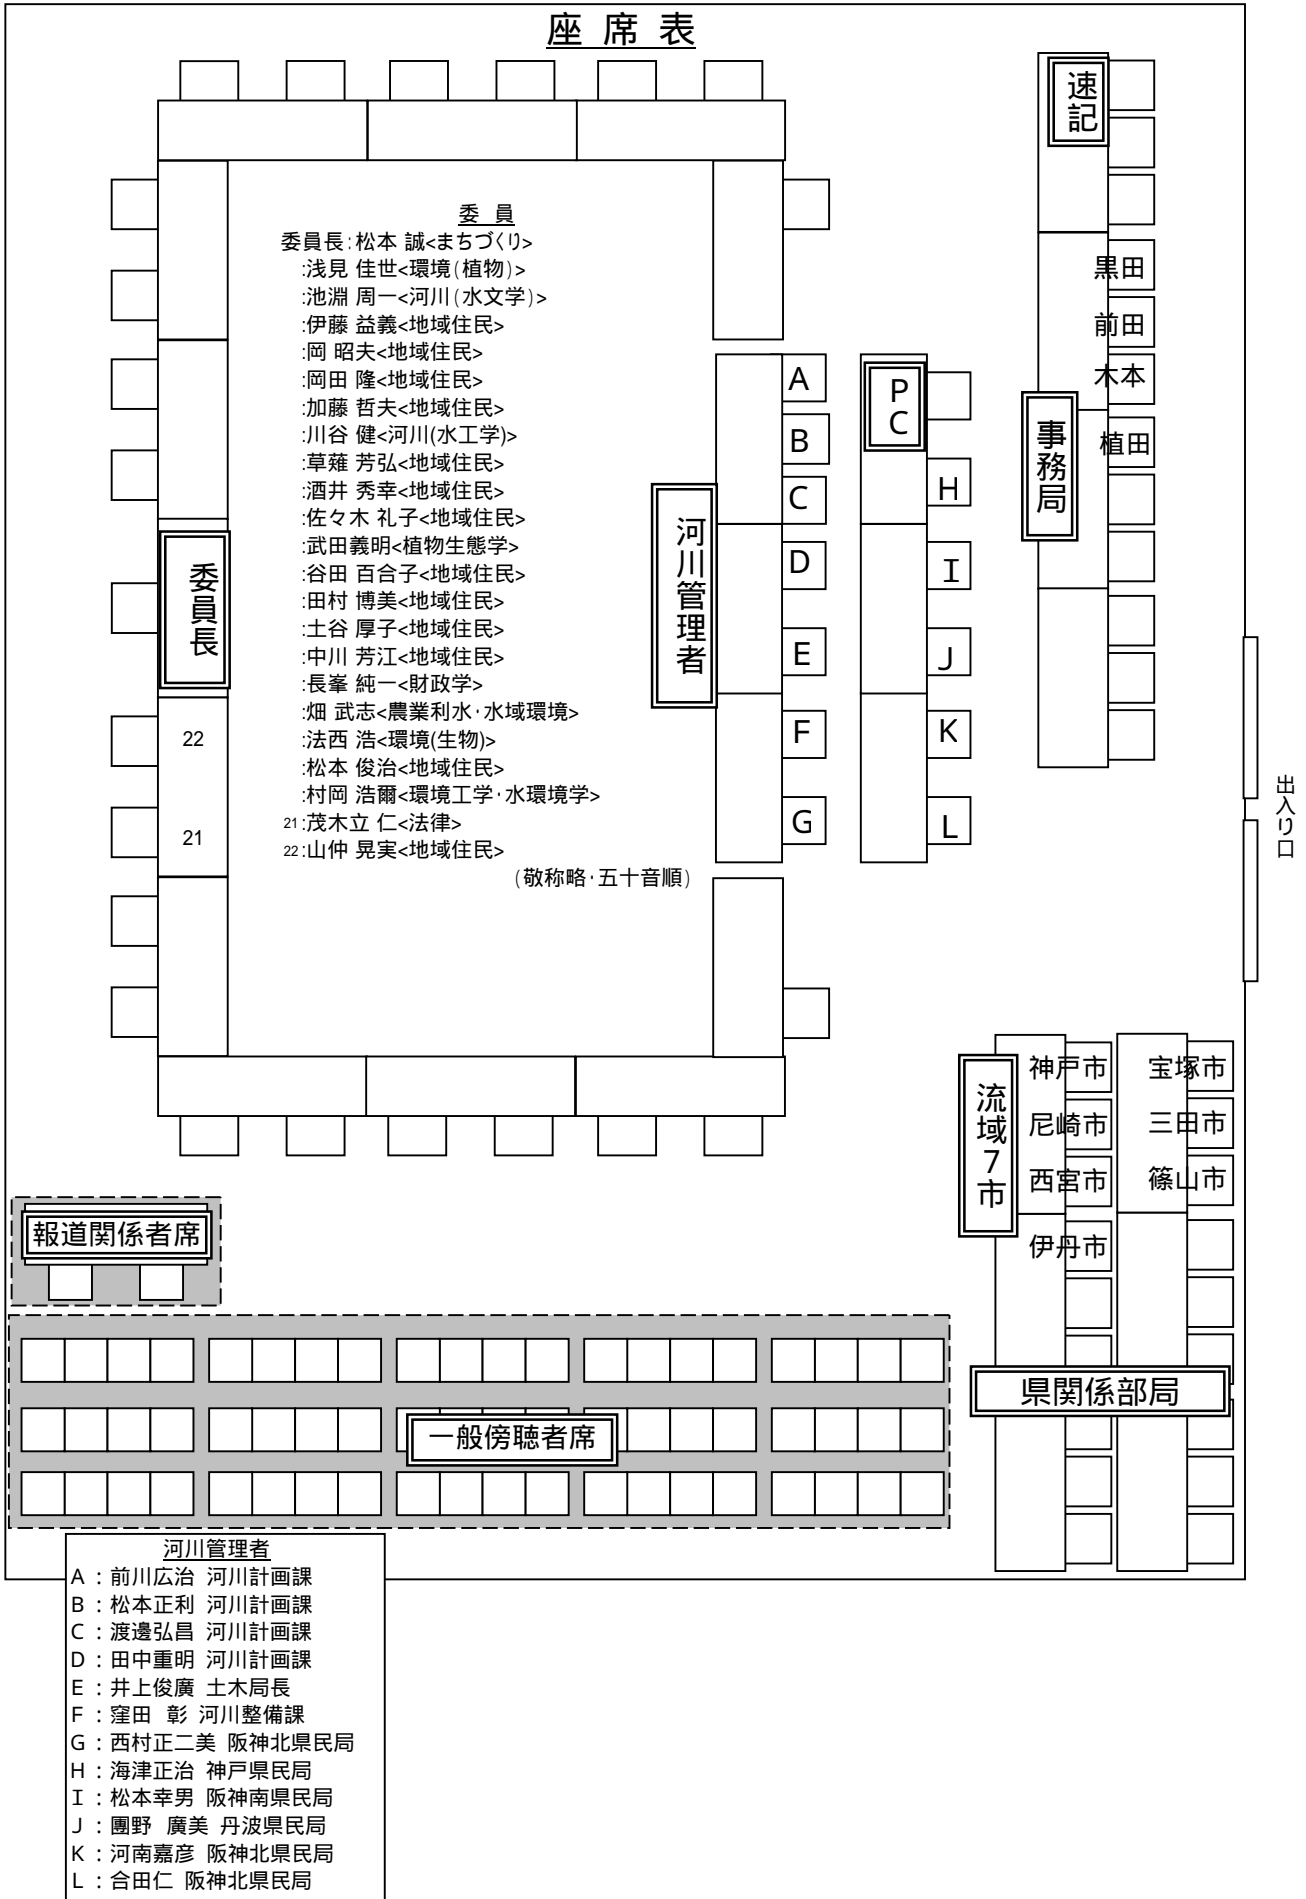 座 席 表
速記
委 員
委員長:松本 誠<まちづくり>
:浅見 佳世<環境(植物)>
:池淵 周一<河川(水文学)>
:伊藤 益義<地域住民>
:岡 昭夫<地域住民>
:岡田 隆<地域住民>
:加藤 哲夫<地域住民>
:川谷 健<河川(水工学)>
:草薙 芳弘<地域住民>
:酒井 秀幸<地域住民>
:佐々木 礼子<地域住民>
:武田義明<植物生態学>
:谷田 百合子<地域住民>
:田村 博美<地域住民>
:土谷 厚子<地域住民>
:中川 芳江<地域住民>
:長峯 純一<財政学>
:畑 武志<農業利水・水域環境>
:法西 浩<環境(生物)>
:松本 俊治<地域住民>
:村岡 浩爾<環境工学・水環境学>
21:茂木立 仁<法律>
22:山仲 晃実<地域住民>
(敬称略・五十音順)
委員長
22
21
河川管理者
A
B
C
D
E
F
G
PC
H
I
J
K
L
黒田
前田
木本
植田
事務局
出入り口
流域7市
神戸市
尼崎市
西宮市
伊丹市
宝塚市
三田市
篠山市
県関係部局
報道関係者席
一般傍聴者席
河川管理者
A:前川広治 河川計画課
B:松本正利 河川計画課
C:渡邊弘昌 河川計画課
D:田中重明 河川計画課
E:井上俊廣 土木局長
F:窪田 彰 河川整備課
G:西村正二美 阪神北県民局
H:海津正治 神戸県民局
I:松本幸男 阪神南県民局
J:團野 廣美 丹波県民局
K:河南嘉彦 阪神北県民局
L:合田仁 阪神北県民局